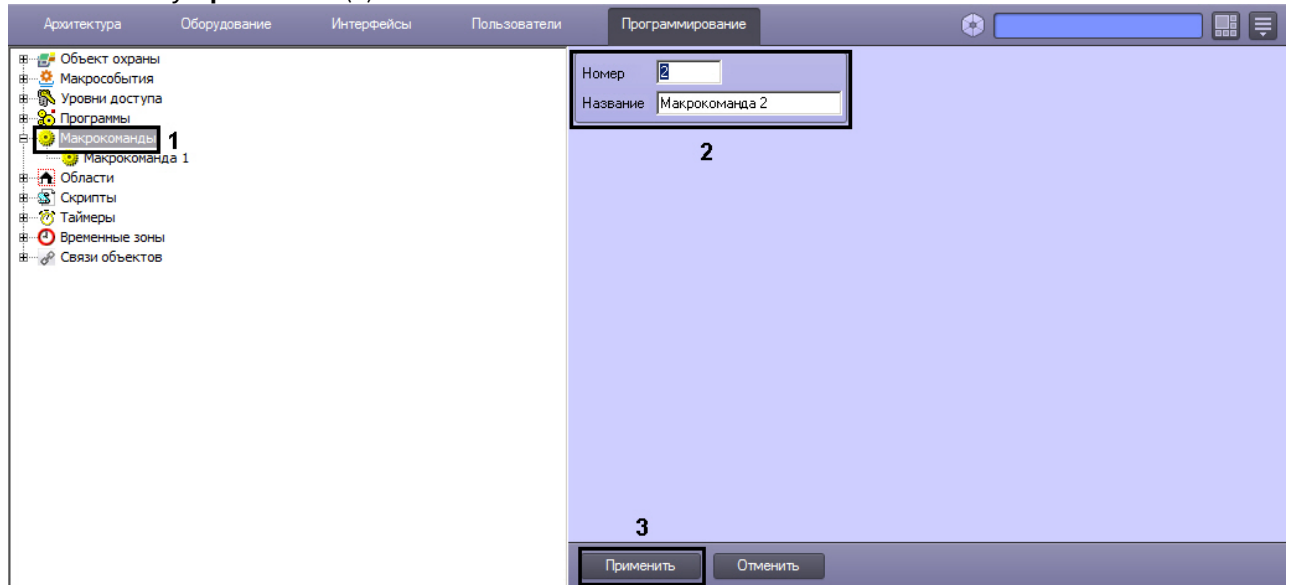 Архитектура Оборудование Интерфейсы Пользователи Программирование
Объект охраны
Макрособытия
Уровни доступа
Программы
Макрокоманды 1
Макрокоманда 1
Области
Скрипты
Таймеры
Временные зоны
Связи объектов
Номер 2
Название Макрокоманда 2
2
3
Применить Отменить